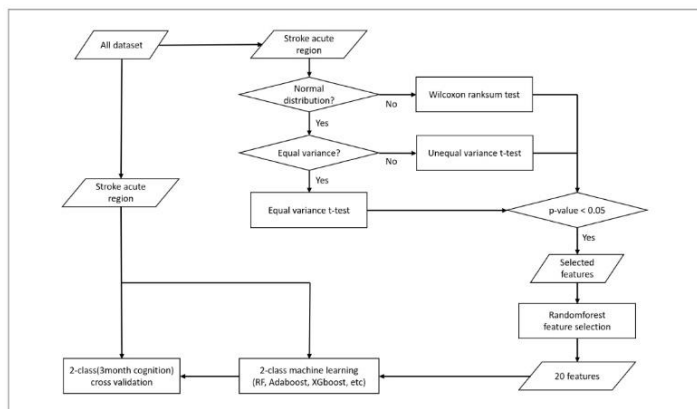 All dataset
Stroke acute
region
Normal
distribution?
No
Wilcoxon ranksum test
Yes
Equal variance?
No
Unequal variance t-test
Yes
Stroke acute
region
Equal variance t-test
p-value < 0.05
Yes
Selected
features
Randomforest
feature selection
2-class(3month cognition)
cross validation
2-class machine learning
(RF, Adaboost, XGboost, etc)
20 features